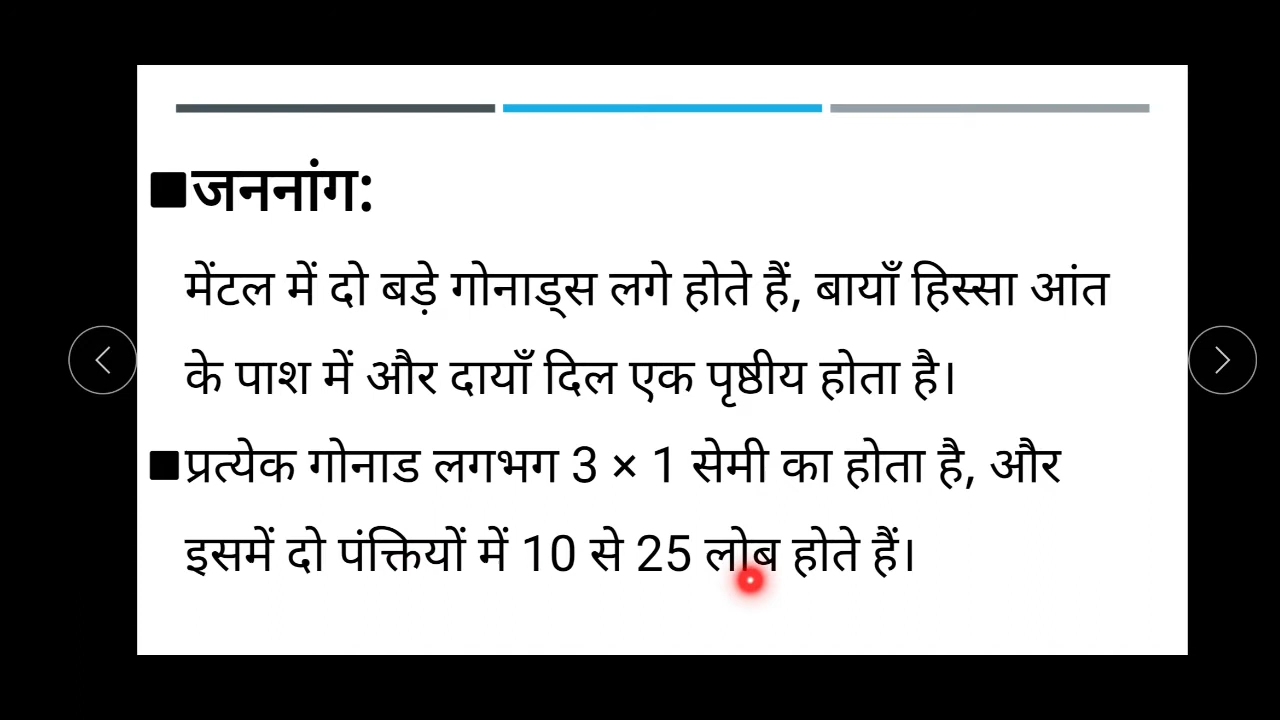 ■जननांग:
मेंटल में दो बड़े गोनाड्स लगे होते हैं, बायाँ हिस्सा आंत
के पाश में और दायाँ दिल एक पृष्ठीय होता है।
■प्रत्येक गोनाड लगभग 3 × 1 सेमी का होता है, और
इसमें दो पंक्तियों में 10 से 25 लोब होते हैं।